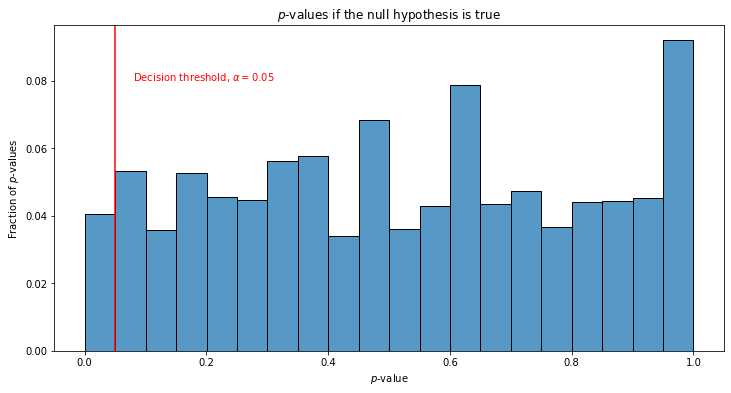 p-values if the null hypothesis is true
Decision threshold, α = 0.05
Fraction of p-values
0.08
0.06
0.04
0.02
0.00
0.0 0.2 0.4 0.6 0.8 1.0
p-value